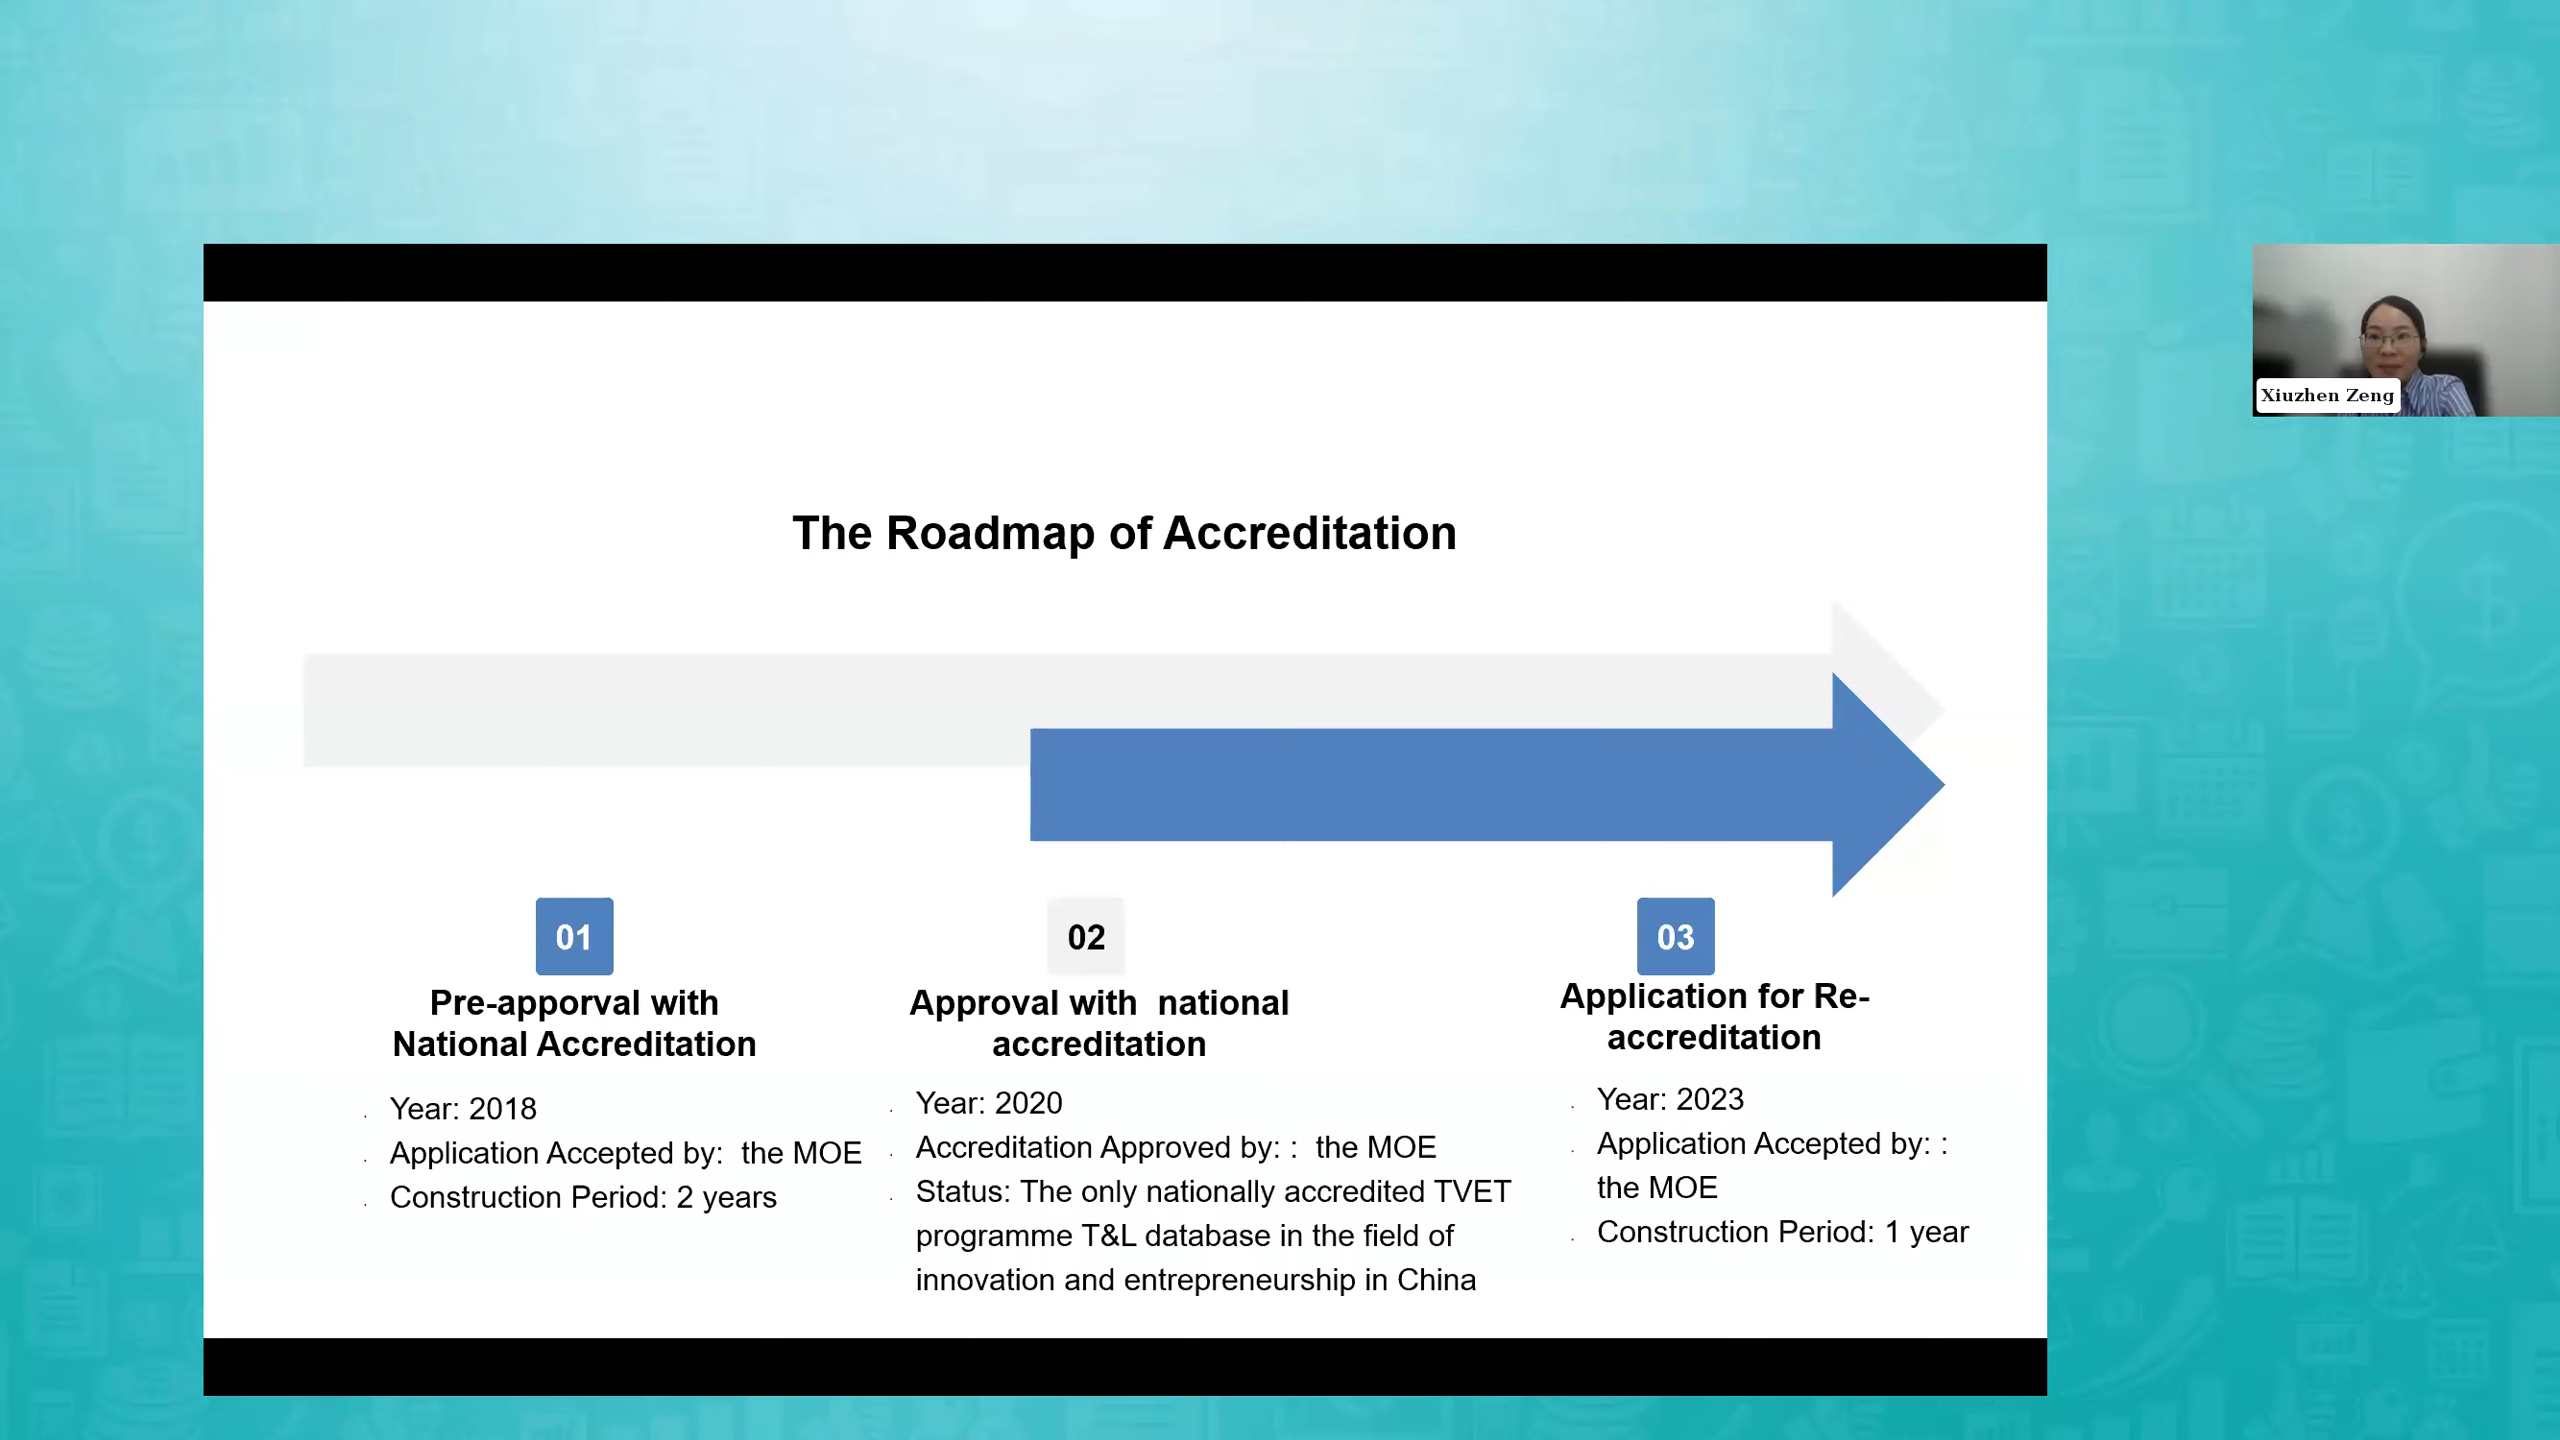 The Roadmap of Accreditation
Xiuzhen Zeng
01
Pre-apporval with
National Accreditation
Year: 2018
Application Accepted by:  the MOE
Construction Period: 2 years
02
Approval with  national
accreditation
Year: 2020
Accreditation Approved by: :  the MOE
Status: The only nationally accredited TVET
programme T&L database in the field of
innovation and entrepreneurship in China
03
Application for Re-
accreditation
Year: 2023
Application Accepted by: :
the MOE
Construction Period: 1 year